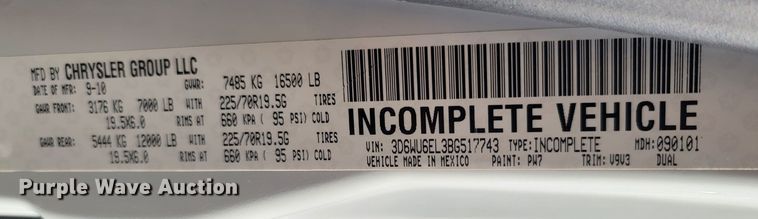 MFD BY CHRYSLER GROUP LLC
DATE OF MFR: 9-10 GVWR: 7485 KG 16500 LB
GAWR FRONT: 3176 KG 7000 LB WITH 225/70R19.5G TIRES
19.5X6.0 RIMS AT 660 KPA ( 95 PSI) COLD
GAWR REAR: 5444 KG 12000 LB WITH 225/70R19.5G TIRES
19.5X6.0 RIMS AT 660 KPA ( 95 PSI) COLD
INCOMPLETE VEHICLE
VIN: 3D6WU6EL3BG517743 TYPE: INCOMPLETE MDH: 090101
VEHICLE MADE IN MEXICO PAINT: PW7 TRIM: V9V3 DUAL
Purple Wave Auction